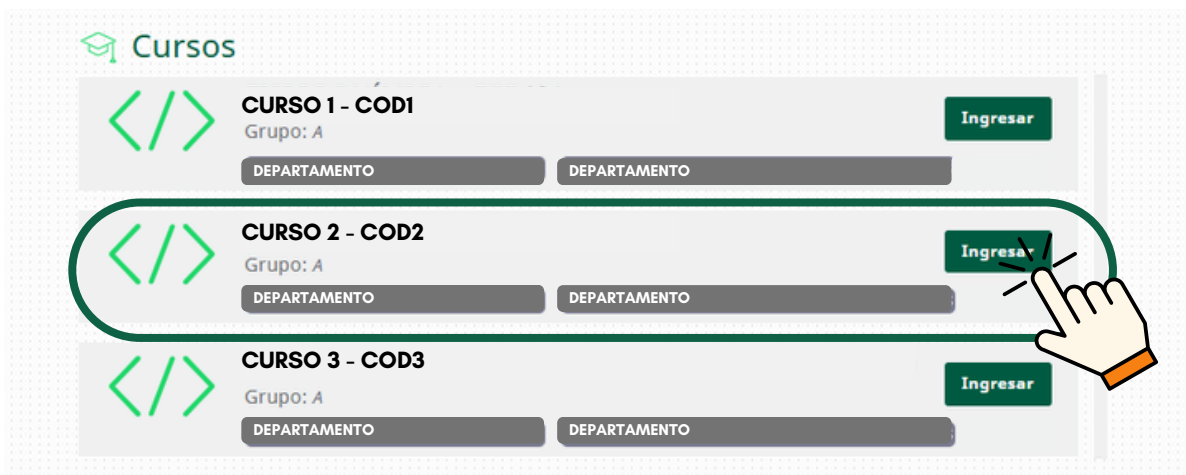 Cursos
CURSO 1 - COD1
Ingresar
Grupo: A
DEPARTAMENTO DEPARTAMENTO
CURSO 2 - COD2
Ingresar
Grupo: A
DEPARTAMENTO DEPARTAMENTO
CURSO 3 - COD3
Ingresar
Grupo: A
DEPARTAMENTO DEPARTAMENTO